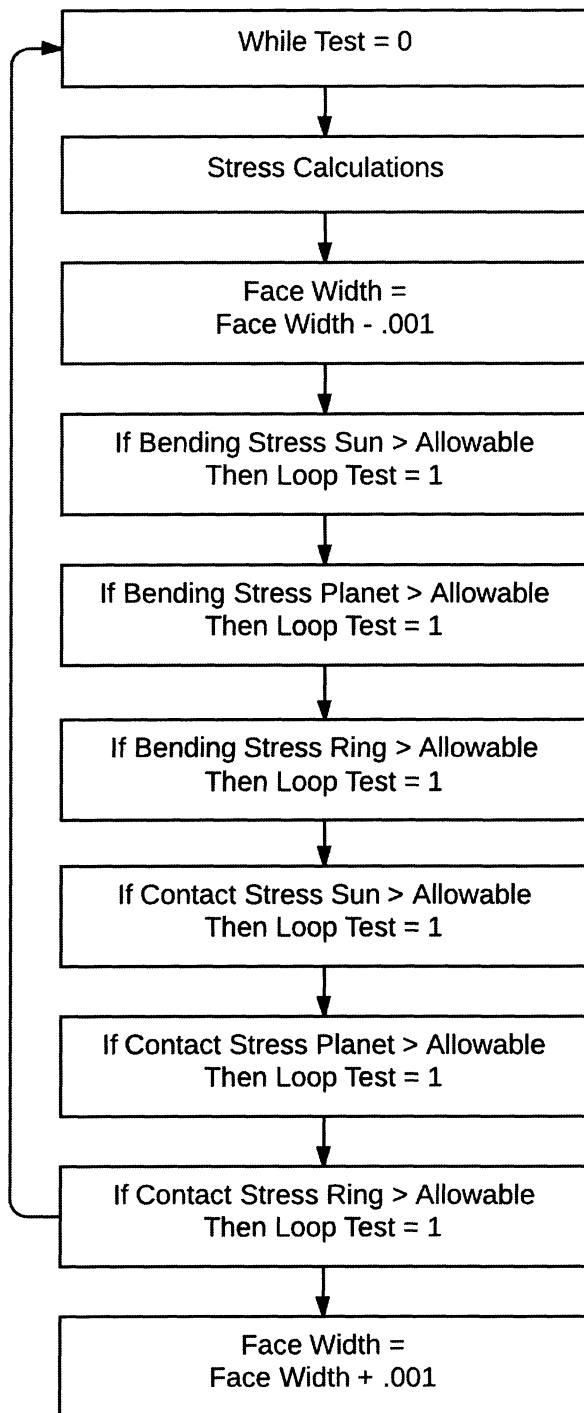 While Test = 0
Stress Calculations
Face Width =
Face Width - .001
If Bending Stress Sun > Allowable
Then Loop Test = 1
If Bending Stress Planet > Allowable
Then Loop Test = 1
If Bending Stress Ring > Allowable
Then Loop Test = 1
If Contact Stress Sun > Allowable
Then Loop Test = 1
If Contact Stress Planet > Allowable
Then Loop Test = 1
If Contact Stress Ring > Allowable
Then Loop Test = 1
Face Width =
Face Width + .001